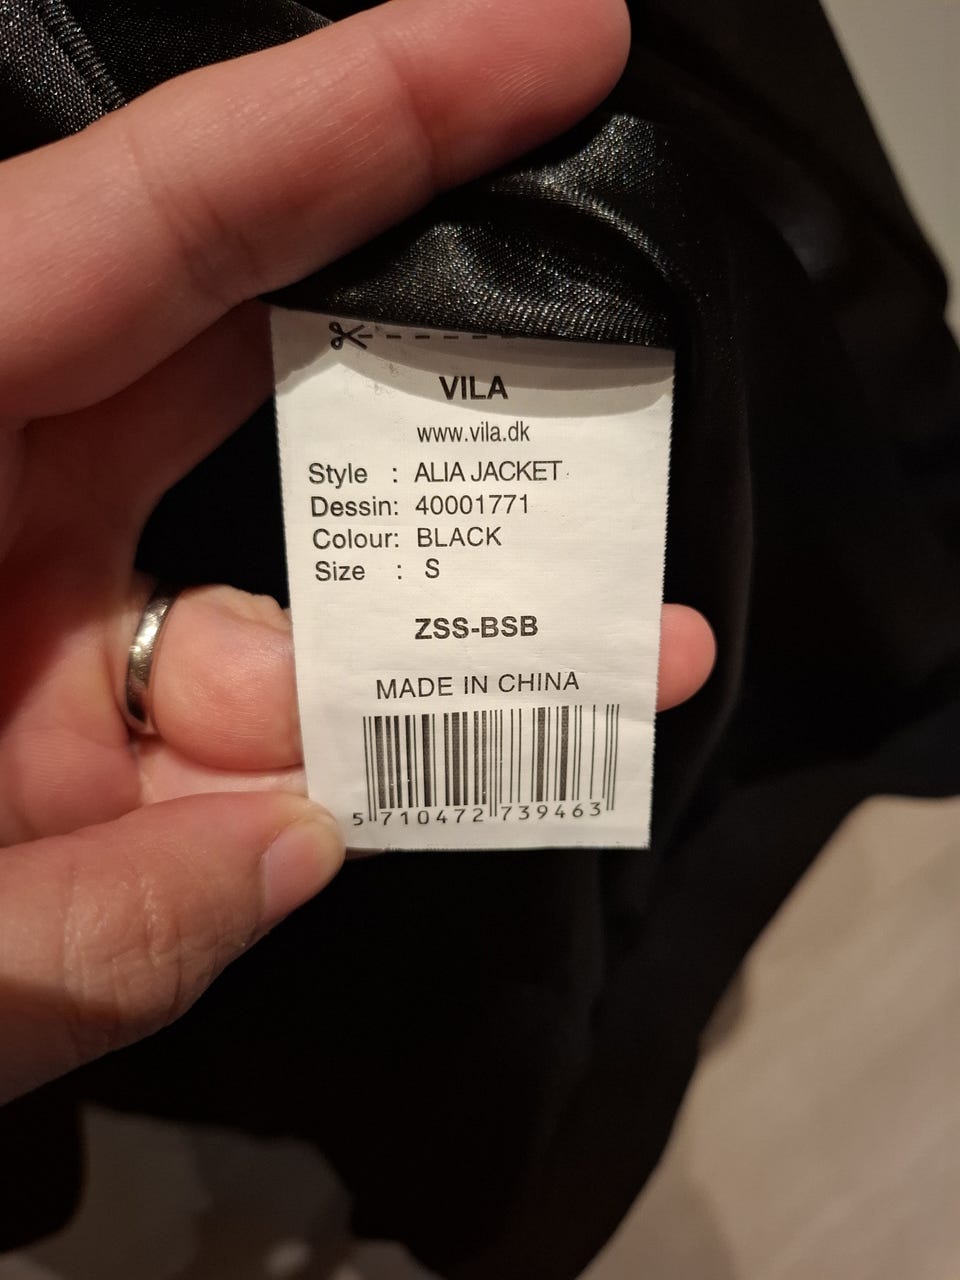 VILA
www.vila.dk
Style : ALIA JACKET
Dessin: 40001771
Colour: BLACK
Size : S
ZSS-BSB
MADE IN CHINA
5 710472 739463